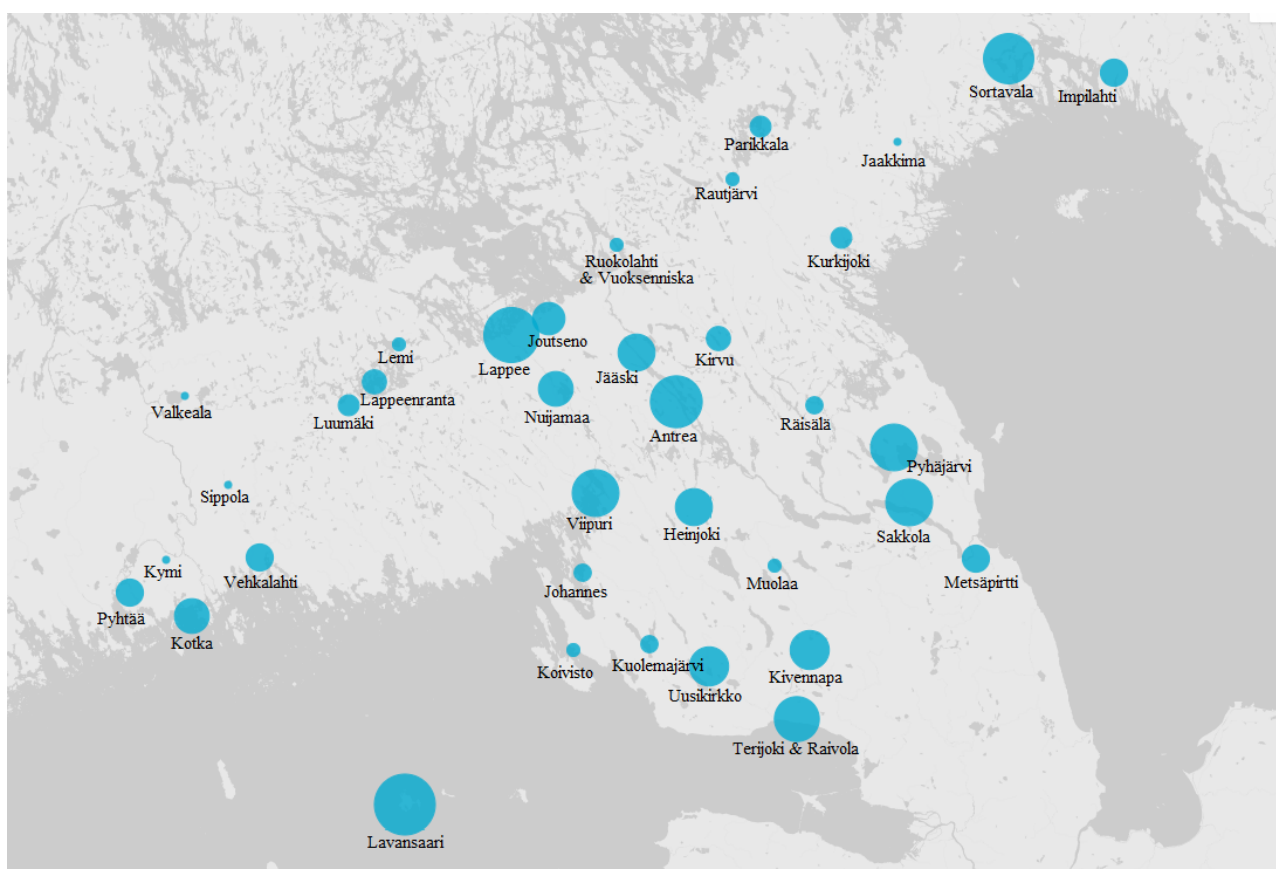 Sortavala
Impilahti
Parikkala
Jaakkima
Rautjärvi
Ruokolahti
& Vuoksenniska
Kurkijoki
Joutseno
Lemi
Lappee
Kirvu
Jääski
Lappeenranta
Valkeala
Luumäki
Nuijamaa
Räisälä
Antrea
Pyhäjärvi
Sippola
Viipuri
Heinjoki
Sakkola
Kymi
Vehkalahti
Muolaa
Metsäpirtti
Johannes
Pyhtää
Kotka
Koivisto
Kuolemajärvi
Kivennapa
Uusikirkko
Terijoki & Raivola
Lavansaari